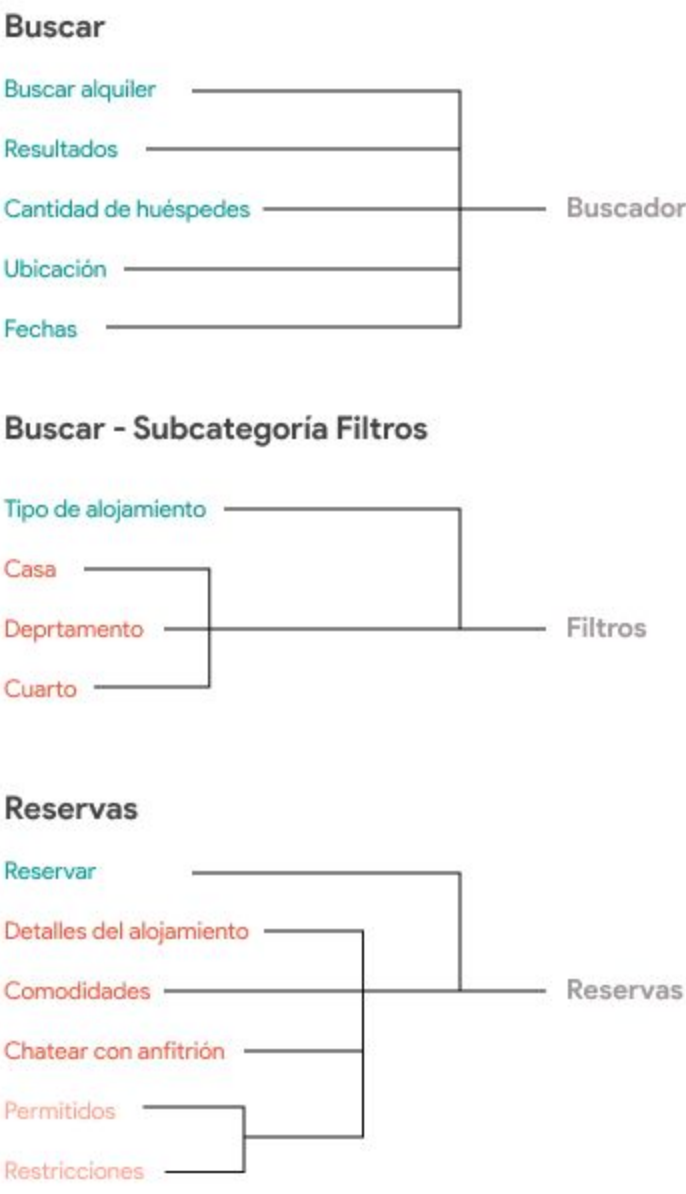 Buscar
Buscar alquiler
Resultados
Cantidad de huéspedes
Buscador
Ubicación
Fechas
Buscar - Subcategoría Filtros
Tipo de alojamiento
Casa
Deprtamento
Filtros
Cuarto
Reservas
Reservar
Detalles del alojamiento
Comodidades
Reservas
Chatear con anfitrión
Permitidos
Restricciones